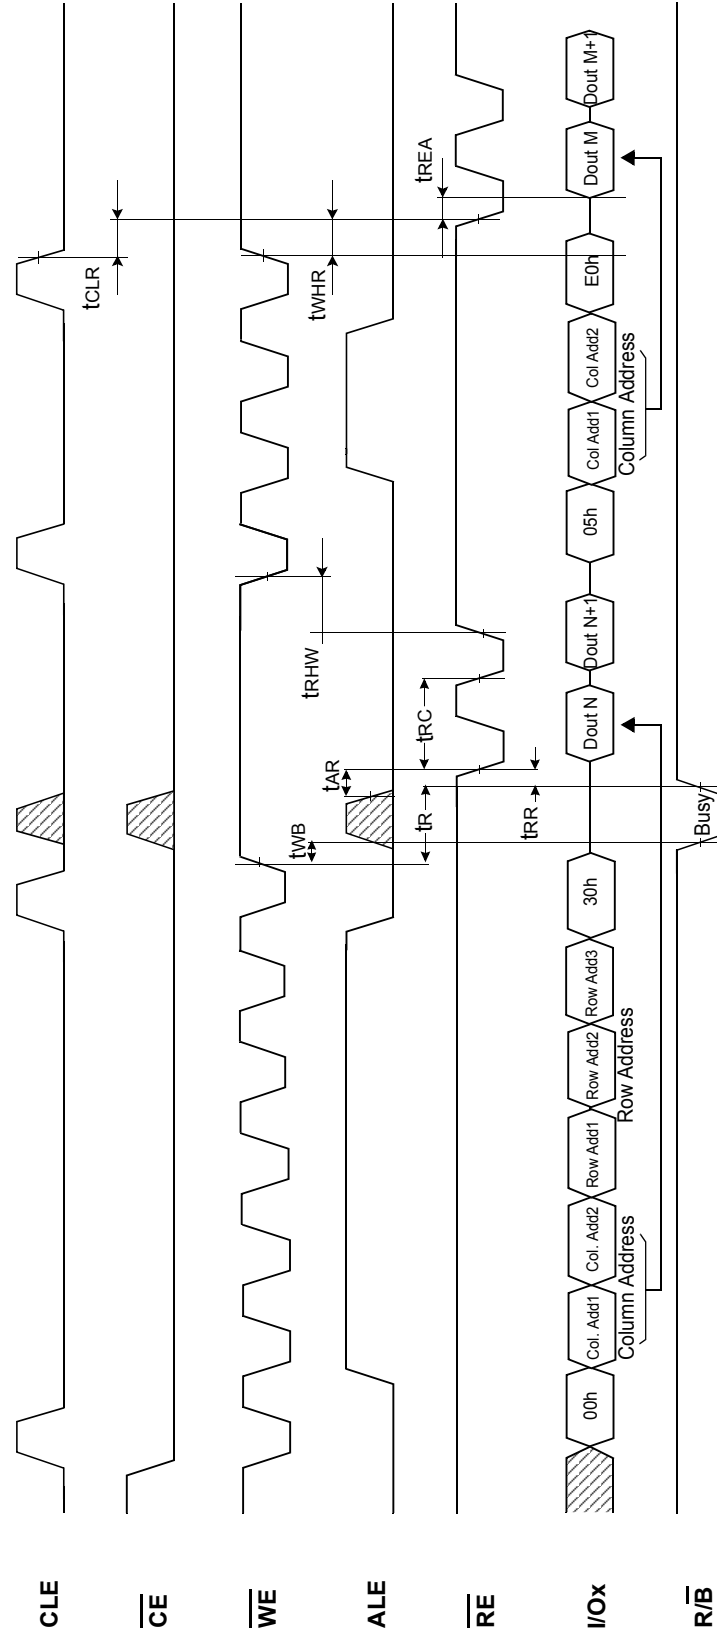 CLE
CE
tCLR
WE
tWB
tRHW
tWHR
ALE
tAR
tREA
RE
tR
tRC
tRR
I/Ox
00h
Col. Add1
Col. Add2
Row Add1
Row Add2
Row Add3
30h
Dout N
Dout N+1
05h
Col Add1
Col Add2
E0h
Dout M
Dout M+1
Column Address
Row Address
Column Address
R/B
Busy